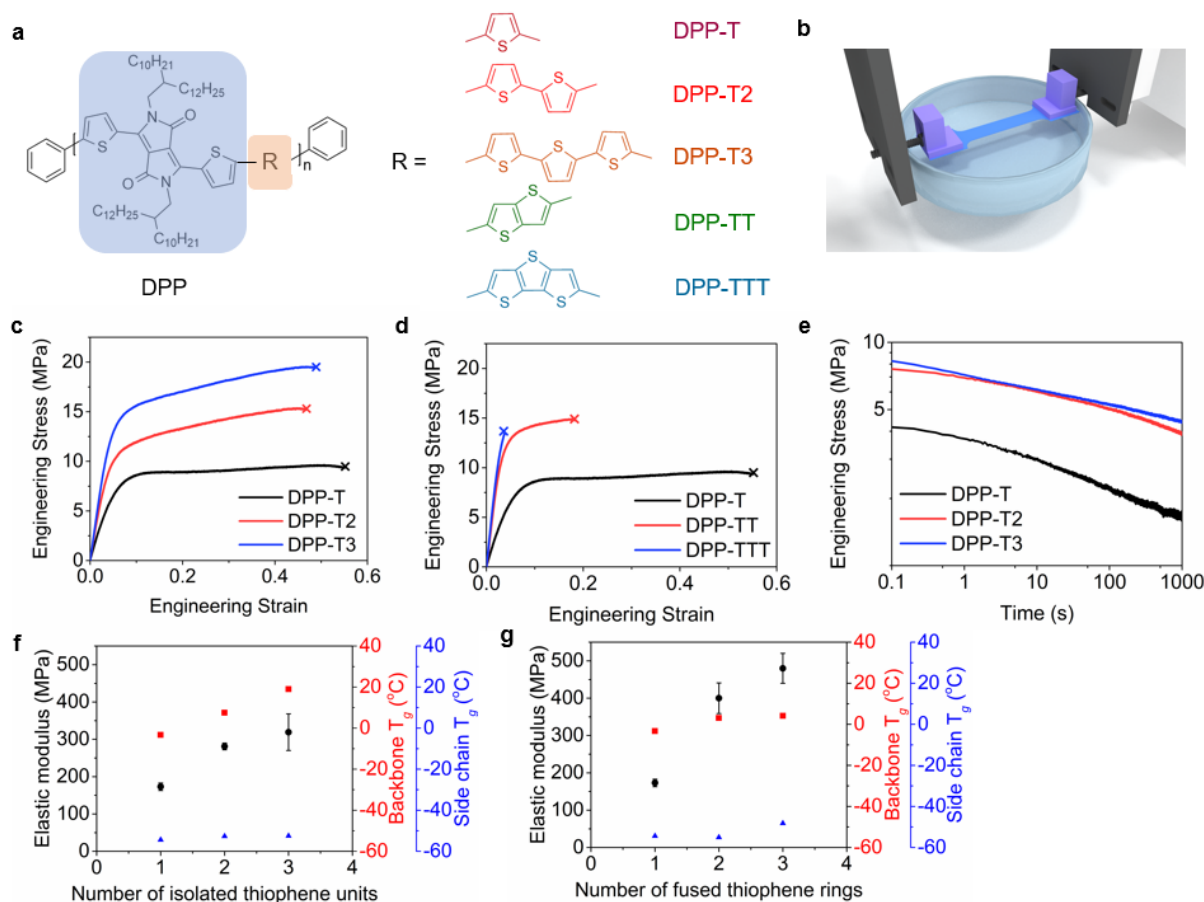 a
C10H21
C12H25
S
N
O
R
n
O
N
S
C12H25
C10H21
DPP
R =
S
DPP-T
S
S
DPP-T2
S
S
S
DPP-T3
S
S
DPP-TT
S
S
S
DPP-TTT
b
c
Engineering Stress (MPa)
20
15
10
5
0
DPP-T
DPP-T2
DPP-T3
0.0 0.2 0.4 0.6
Engineering Strain
d
Engineering Stress (MPa)
20
15
10
5
0
DPP-T
DPP-TT
DPP-TTT
0.0 0.2 0.4 0.6
Engineering Strain
e
Engineering Stress (MPa)
10
5
DPP-T
DPP-T2
DPP-T3
0.1 1 10 100 1000
Time (s)
f
Elastic modulus (MPa)
500
400
300
200
100
0
0 1 2 3 4
Number of isolated thiophene units
40
20
0
-20
-40
-60
Backbone Tg (°C)
40
20
0
-20
-40
-60
Side chain Tg (°C)
g
Elastic modulus (MPa)
500
400
300
200
100
0
0 1 2 3 4
Number of fused thiophene rings
40
20
0
-20
-40
-60
Backbone Tg (°C)
40
20
0
-20
-40
-60
Side chain Tg (°C)